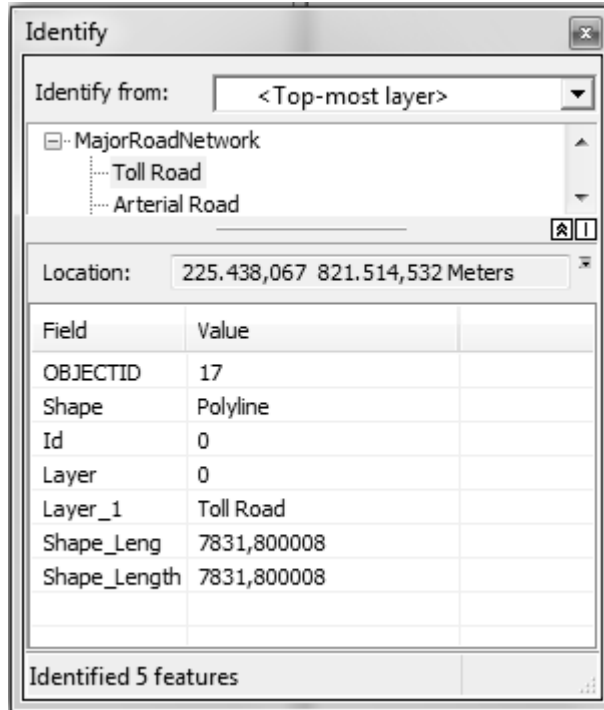 Identify
Identify from: <Top-most layer>
MajorRoadNetwork
Toll Road
Arterial Road
Location: 225.438,067 821.514,532 Meters
Field Value
OBJECTID 17
Shape Polyline
Id 0
Layer 0
Layer_1 Toll Road
Shape_Leng 7831,800008
Shape_Length 7831,800008
Identified 5 features